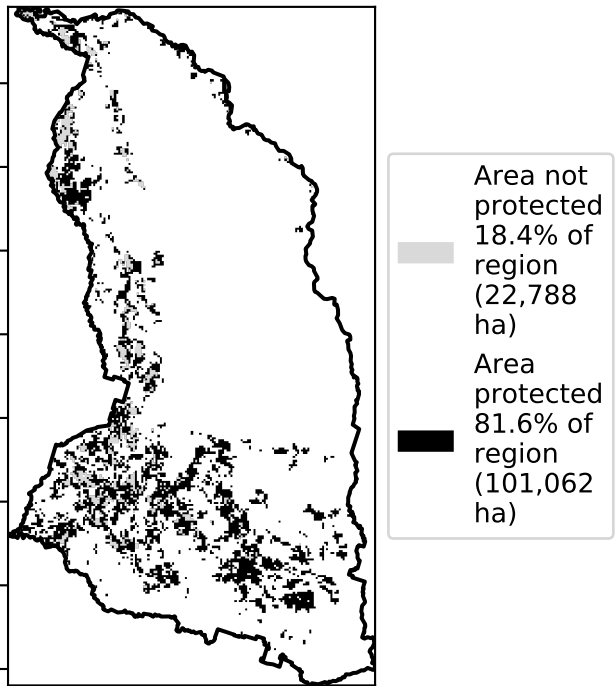 Area not
protected
18.4% of
region
(22,788
ha)
Area
protected
81.6% of
region
(101,062
ha)